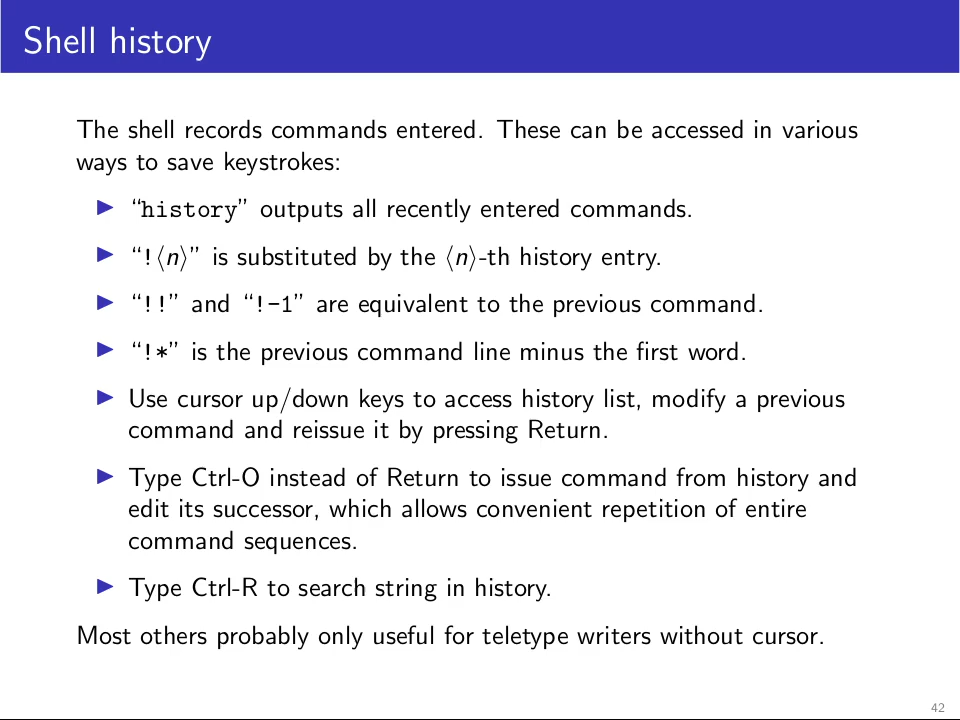 Shell history
The shell records commands entered. These can be accessed in various
ways to save keystrokes:
▶ “history” outputs all recently entered commands.
▶ “!⟨n⟩” is substituted by the ⟨n⟩-th history entry.
▶ “!!” and “!-1” are equivalent to the previous command.
▶ “!*” is the previous command line minus the first word.
▶ Use cursor up/down keys to access history list, modify a previous
command and reissue it by pressing Return.
▶ Type Ctrl-O instead of Return to issue command from history and
edit its successor, which allows convenient repetition of entire
command sequences.
▶ Type Ctrl-R to search string in history.
Most others probably only useful for teletype writers without cursor.
42